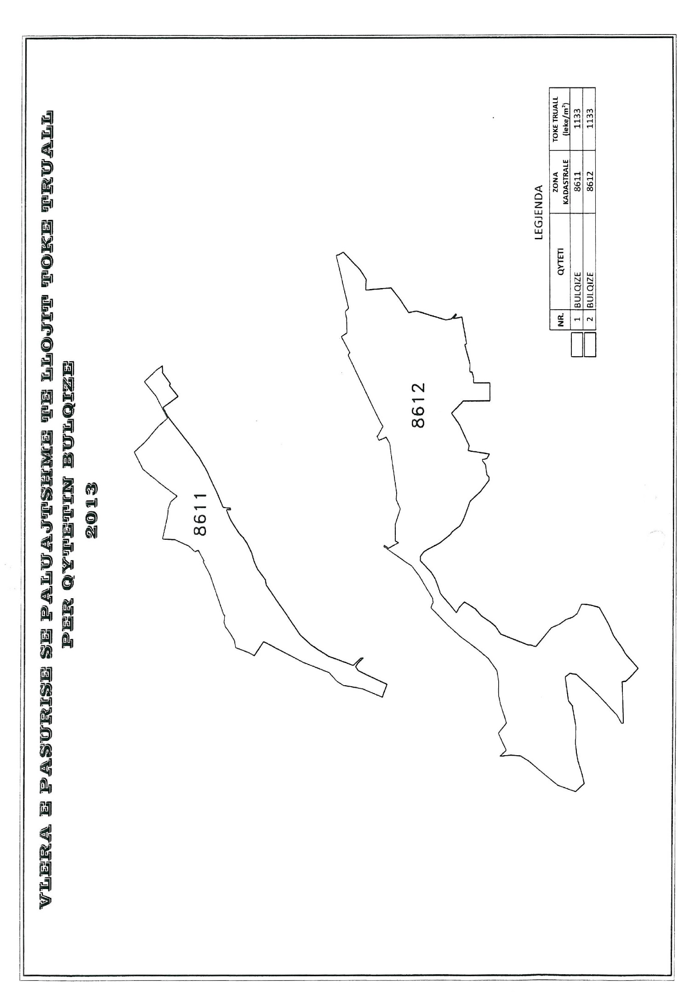 VLERA E PASURISE SE PALUAJTSHME TE LLOJIT TOKE TRUALL
PER QYTETIN BULQIZE
2013
8611
8612
LEGJENDA
NR. QYTETI ZONA KADASTRALE TOKE TRUALL (leke/m²)
1 BULQIZE 8611 1133
2 BULQIZE 8612 1133